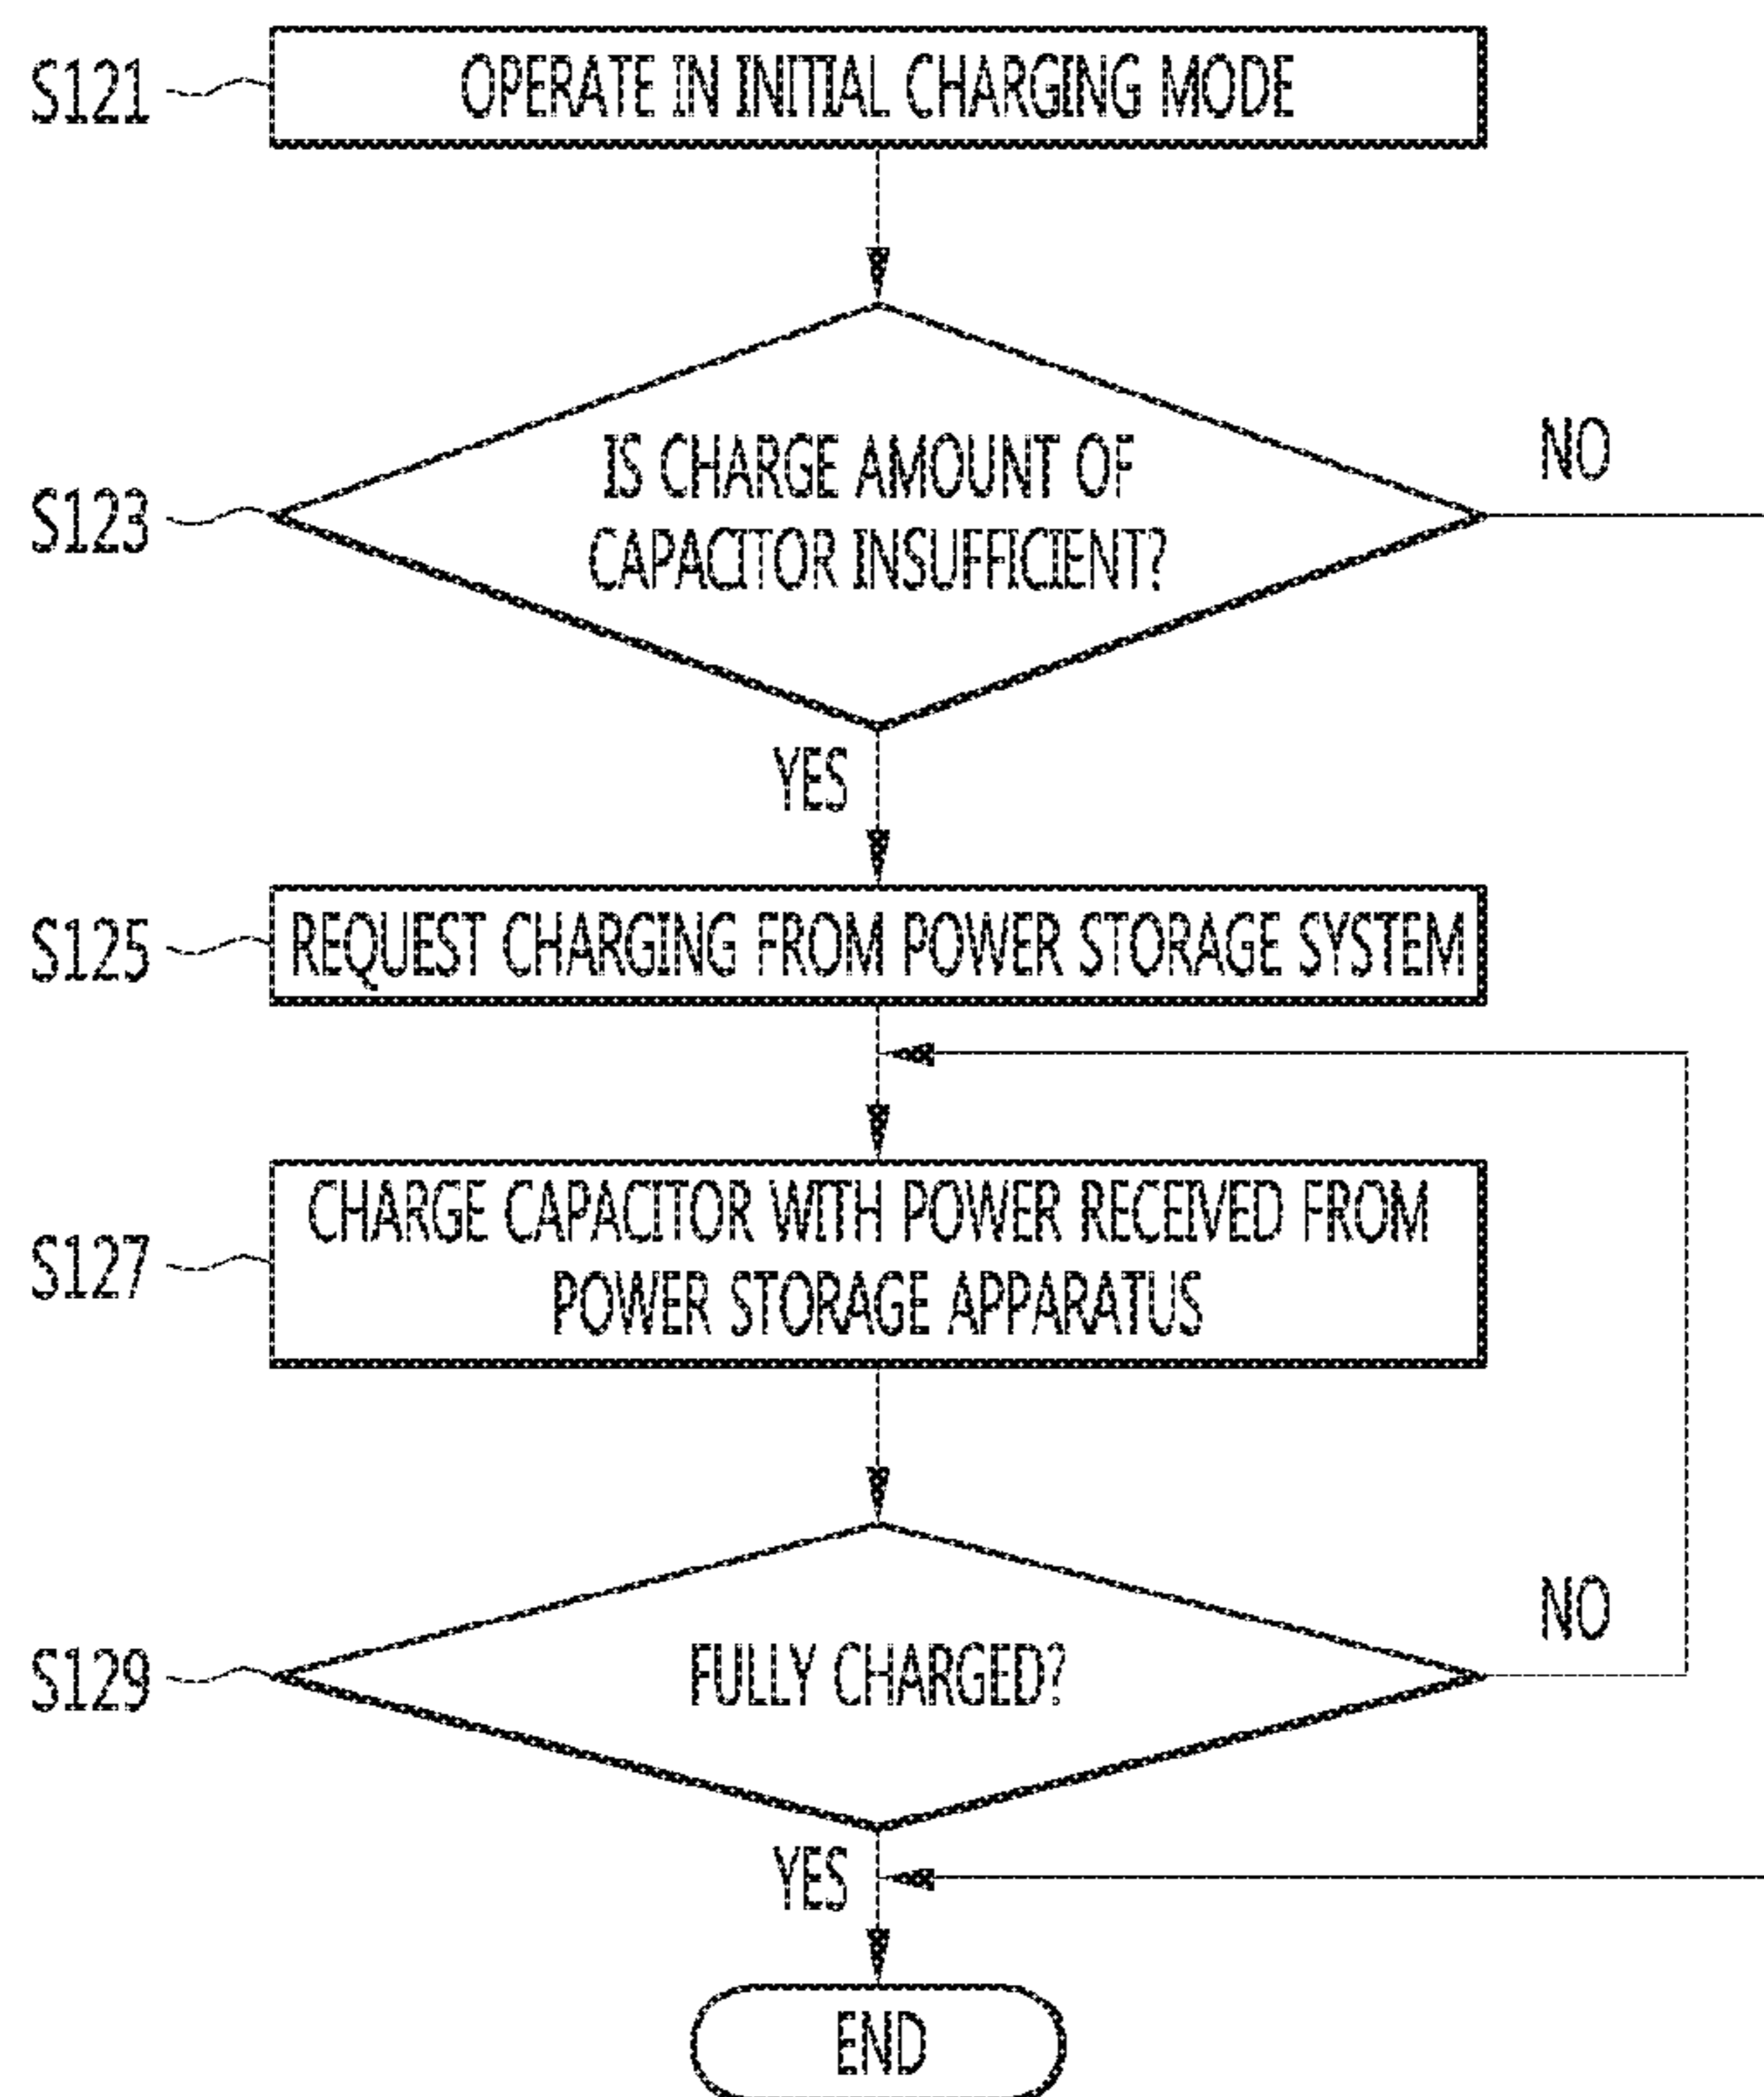 S121
OPERATE IN INITIAL CHARGING MODE
S123
IS CHARGE AMOUNT OF
CAPACITOR INSUFFICIENT?
NO
YES
S125
REQUEST CHARGING FROM POWER STORAGE SYSTEM
S127
CHARGE CAPACITOR WITH POWER RECEIVED FROM
POWER STORAGE APPARATUS
S129
FULLY CHARGED?
NO
YES
END